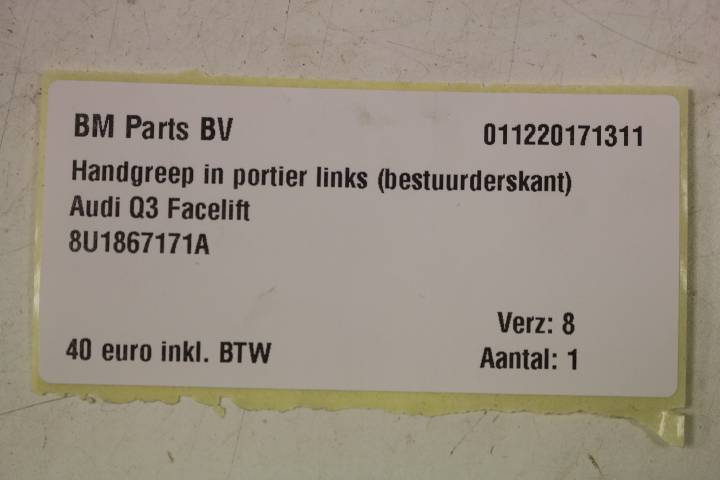 BM Parts BV 011220171311
Handgreep in portier links (bestuurderskant)
Audi Q3 Facelift
8U1867171A
Verz: 8
40 euro inkl. BTW Aantal: 1